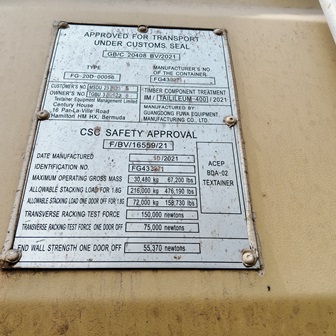 APPROVED FOR TRANSPORT
UNDER CUSTOMS SEAL
GB/C 20408 BV/2021
TYPE
FG-20D-00056
MANUFACTURER'S NO.
OF THE CONTAINER
CUSTOMER'S NO
OWNER'S NO
Textainer Equipment Management Limited
Century House
16 Par-La-Ville Road
Hamilton HM HX, Bermuda
TIMBER COMPONENT TREATMENT
IM / TAILILEUM-400 / 2021
MANUFACTURED BY
GUANGDONG FUWA EQUIPMENT
MANUFACTURING CO., LTD.
CSC SAFETY APPROVAL
F/BV/16559/21
DATE MANUFACTURED 10/2021
IDENTIFICATION NO.
MAXIMUM OPERATING GROSS MASS 30,480 kg 67,200 lbs
ALLOWABLE STACKING LOAD FOR 1.8G 216,000 kg 476,190 lbs
ALLOWABLE STACKING LOAD ONE DOOR OFF FOR 1.8G 72,000 kg 158,730 lbs
TRANSVERSE RACKING TEST FORCE 150,000 newtons
TRANSVERSE RACKING TEST FORCE ONE DOOR OFF 75,000 newtons
END WALL STRENGTH ONE DOOR OFF 55,370 newtons
ACEP
BQA-02
TEXTAINER